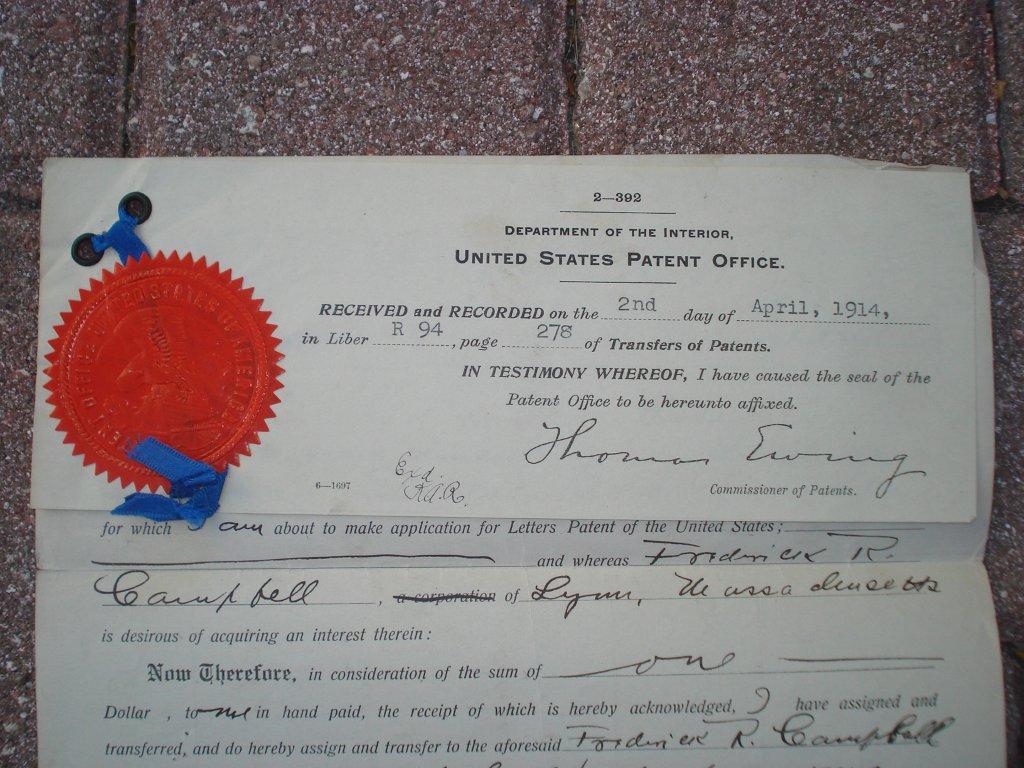 2—392
DEPARTMENT OF THE INTERIOR,
UNITED STATES PATENT OFFICE.
RECEIVED and RECORDED on the 2nd day of April, 1914,
in Liber R 94, page 278 of Transfers of Patents.
IN TESTIMONY WHEREOF, I have caused the seal of the
Patent Office to be hereunto affixed.
Thomas Ewing
Commissioner of Patents.
6—1697
Exd.
for which I am about to make application for Letters Patent of the United States;
and whereas Frederick R.
Campbell, a corporation of Lynn, Massachusetts
is desirous of acquiring an interest therein:
Now Therefore, in consideration of the sum of one
Dollar , to me in hand paid, the receipt of which is hereby acknowledged, I have assigned and
transferred, and do hereby assign and transfer to the aforesaid Frederick R. Campbell